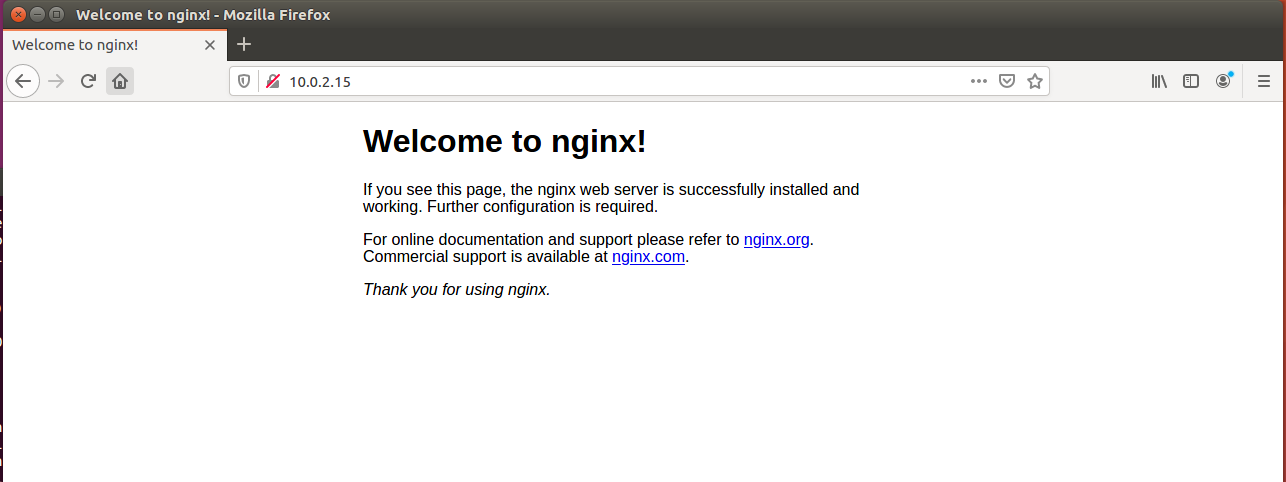 Welcome to nginx! - Mozilla Firefox
Welcome to nginx!
10.0.2.15
Welcome to nginx!
If you see this page, the nginx web server is successfully installed and
working. Further configuration is required.
For online documentation and support please refer to nginx.org.
Commercial support is available at nginx.com.
Thank you for using nginx.